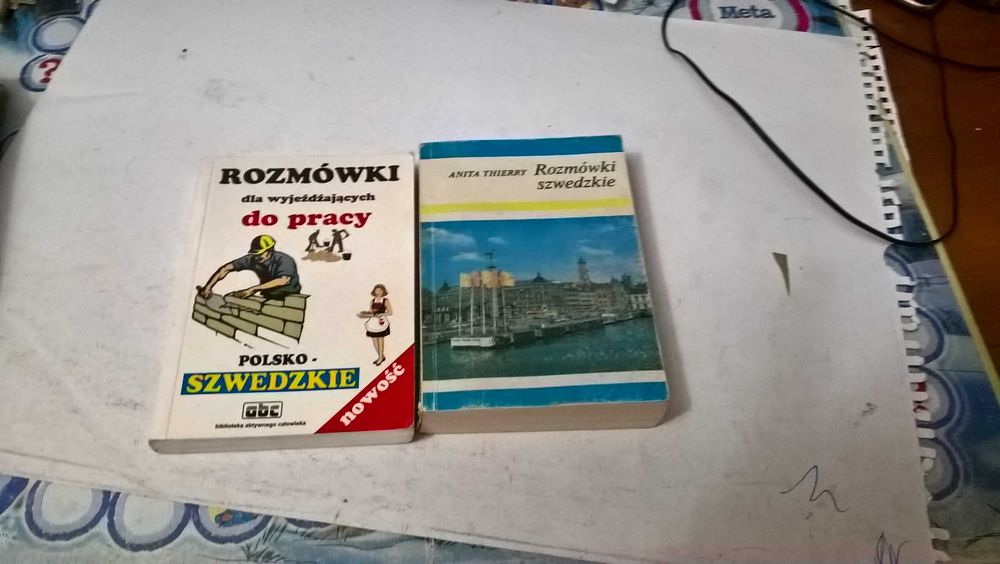 Meta
?
ROZMÓWKI
dla wyjeżdżających
do pracy
POLSKO -
SZWEDZKIE
nowość
abc
biblioteka aktywnego człowieka
ANITA THIERRY Rozmówki
szwedzkie